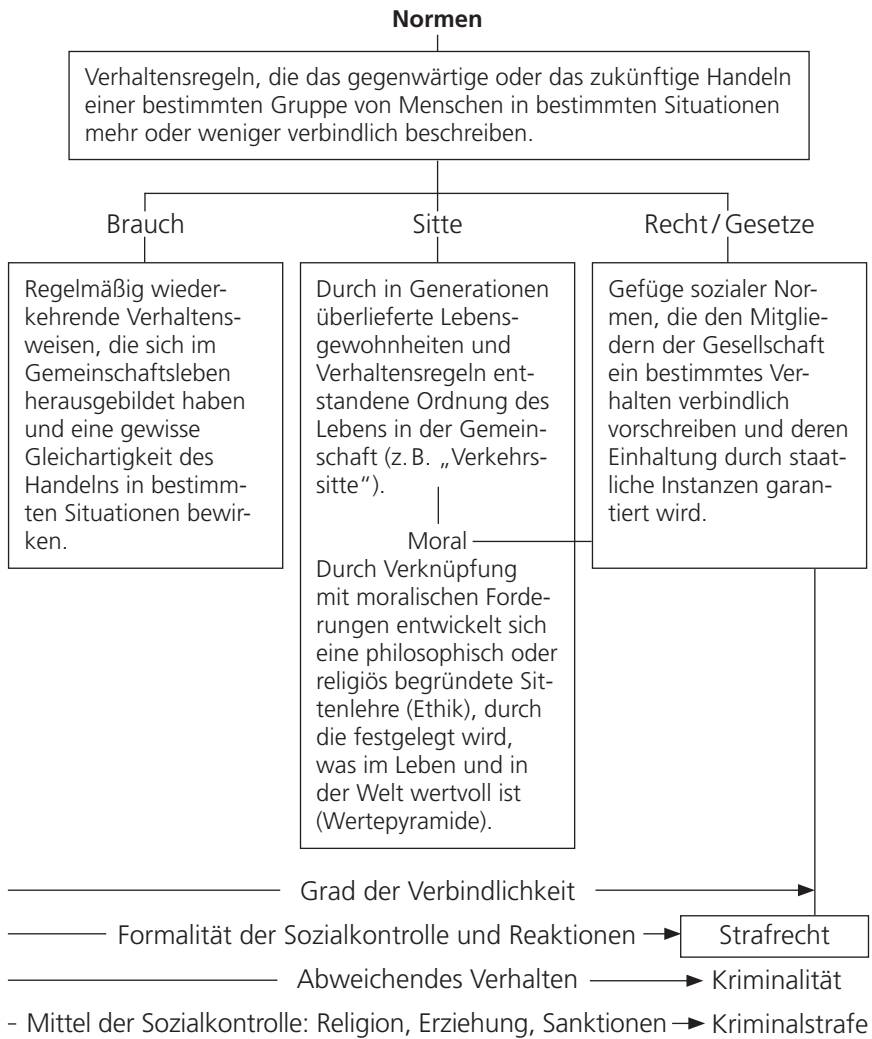 Normen
Verhaltensregeln, die das gegenwärtige oder das zukünftige Handeln
einer bestimmten Gruppe von Menschen in bestimmten Situationen
mehr oder weniger verbindlich beschreiben.
Brauch
Regelmäßig wieder-
kehrende Verhaltens-
weisen, die sich im
Gemeinschaftsleben
herausgebildet haben
und eine gewisse
Gleichartigkeit des
Handelns in bestimm-
ten Situationen bewir-
ken.
Sitte
Durch in Generationen
überlieferte Lebens-
gewohnheiten und
Verhaltensregeln ent-
standene Ordnung des
Lebens in der Gemein-
schaft (z. B. „Verkehrs-
sitte“).
Moral
Durch Verknüpfung
mit moralischen Forde-
rungen entwickelt sich
eine philosophisch oder
religiös begründete Sit-
tenlehre (Ethik), durch
die festgelegt wird,
was im Leben und in
der Welt wertvoll ist
(Wertepyramide).
Recht / Gesetze
Gefüge sozialer Nor-
men, die den Mitglie-
dern der Gesellschaft
ein bestimmtes Ver-
halten verbindlich
vorschreiben und deren
Einhaltung durch staat-
liche Instanzen garan-
tiert wird.
Grad der Verbindlichkeit
Formalität der Sozialkontrolle und Reaktionen Strafrecht
Abweichendes Verhalten Kriminalität
Mittel der Sozialkontrolle: Religion, Erziehung, Sanktionen Kriminalstrafe